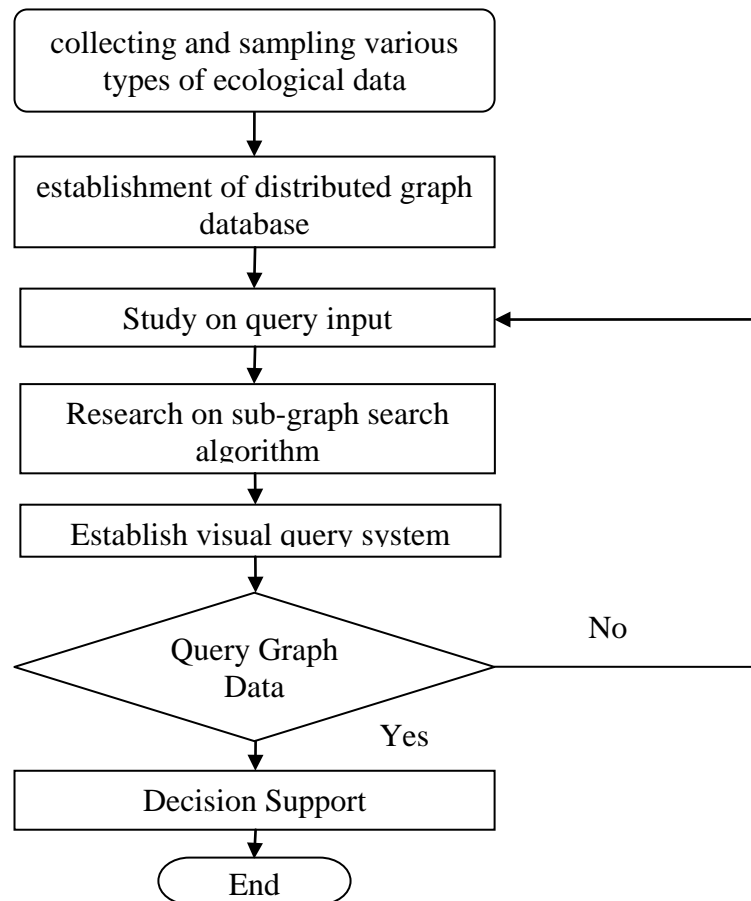 collecting and sampling various
types of ecological data
establishment of distributed graph
database
Study on query input
Research on sub-graph search
algorithm
Establish visual query system
Query Graph
Data
No
Yes
Decision Support
End